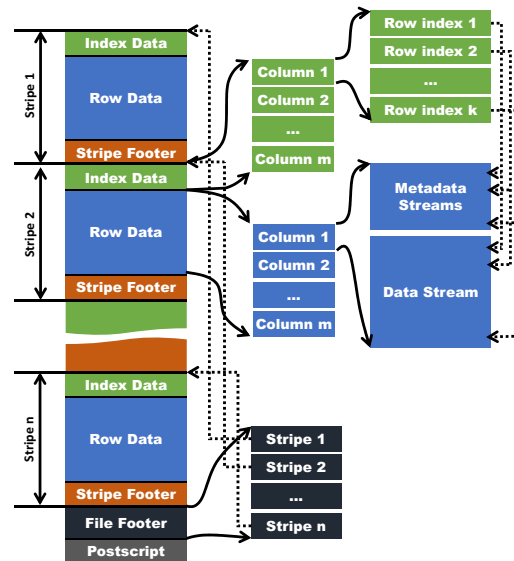 Stripe 1
Index Data
Row Data
Stripe Footer
Stripe 2
Index Data
Row Data
Stripe Footer
Stripe n
Index Data
Row Data
Stripe Footer
File Footer
Postscript
Column 1
Column 2
...
Column m
Column 1
Column 2
...
Column m
Stripe 1
Stripe 2
...
Stripe n
Row index 1
Row index 2
...
Row index k
Metadata
Streams
Data Stream